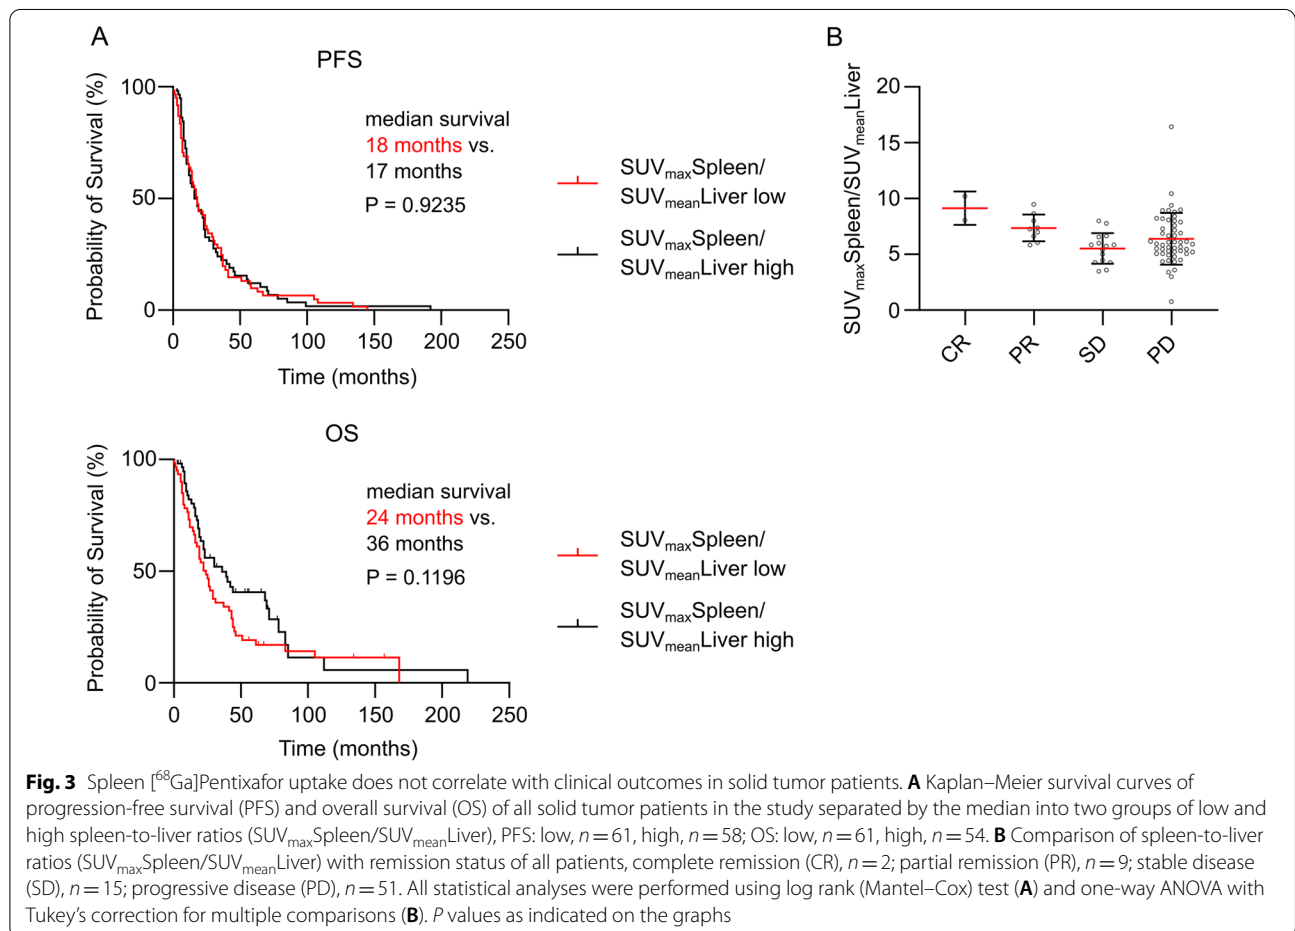 A
PFS
Probability of Survival (%)
100
50
0
0 50 100 150 200 250
Time (months)
median survival
18 months vs.
17 months
P = 0.9235
SUVmaxSpleen/
SUVmeanLiver low
SUVmaxSpleen/
SUVmeanLiver high
B
SUVmaxSpleen/SUVmeanLiver
20
15
10
5
0
CR PR SD PD
OS
Probability of Survival (%)
100
50
0
0 50 100 150 200 250
Time (months)
median survival
24 months vs.
36 months
P = 0.1196
SUVmaxSpleen/
SUVmeanLiver low
SUVmaxSpleen/
SUVmeanLiver high
Fig. 3 Spleen [68Ga]Pentixafor uptake does not correlate with clinical outcomes in solid tumor patients. A Kaplan–Meier survival curves of
progression-free survival (PFS) and overall survival (OS) of all solid tumor patients in the study separated by the median into two groups of low and
high spleen-to-liver ratios (SUVmaxSpleen/SUVmeanLiver), PFS: low, n = 61, high, n = 58; OS: low, n = 61, high, n = 54. B Comparison of spleen-to-liver
ratios (SUVmaxSpleen/SUVmeanLiver) with remission status of all patients, complete remission (CR), n = 2; partial remission (PR), n = 9; stable disease
(SD), n = 15; progressive disease (PD), n = 51. All statistical analyses were performed using log rank (Mantel–Cox) test (A) and one-way ANOVA with
Tukey's correction for multiple comparisons (B). P values as indicated on the graphs